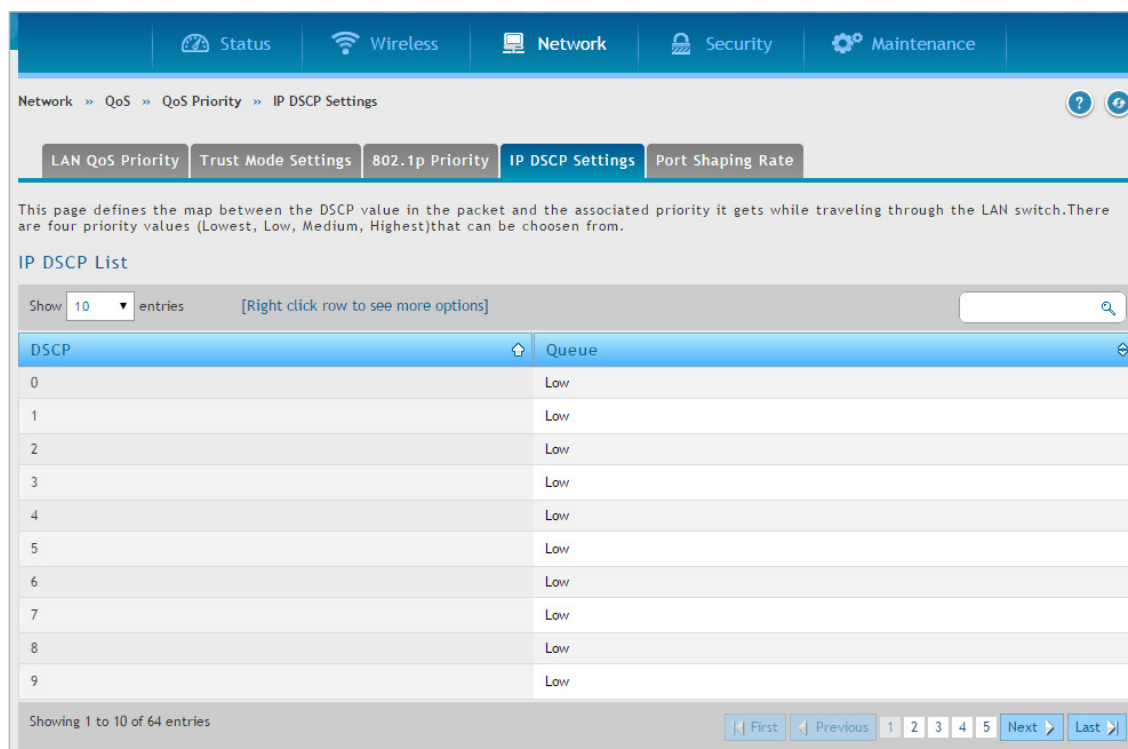 Status Wireless Network Security Maintenance
Network » QoS » QoS Priority » IP DSCP Settings ?
LAN QoS Priority Trust Mode Settings 802.1p Priority IP DSCP Settings Port Shaping Rate
This page defines the map between the DSCP value in the packet and the associated priority it gets while traveling through the LAN switch.There
are four priority values (Lowest, Low, Medium, Highest)that can be choosen from.
IP DSCP List
Show 10 entries [Right click row to see more options]
DSCP Queue
0 Low
1 Low
2 Low
3 Low
4 Low
5 Low
6 Low
7 Low
8 Low
9 Low
Showing 1 to 10 of 64 entries First Previous 1 2 3 4 5 Next Last